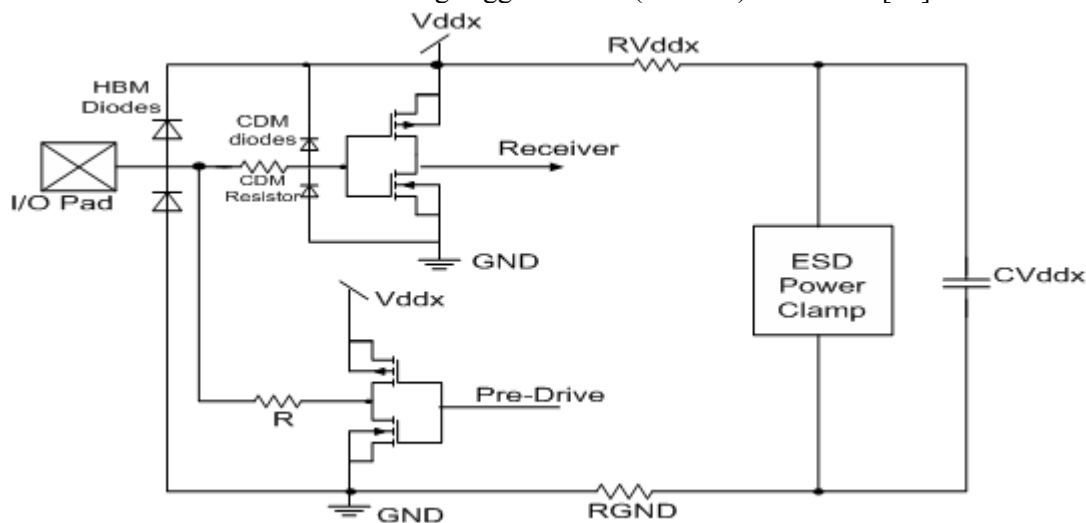 Vddx
RVddx
HBM
Diodes
CDM
diodes
Receiver
CDM
Resistor
I/O Pad
GND
ESD
Power
Clamp
CVddx
Vddx
Pre-Drive
R
GND
RGND